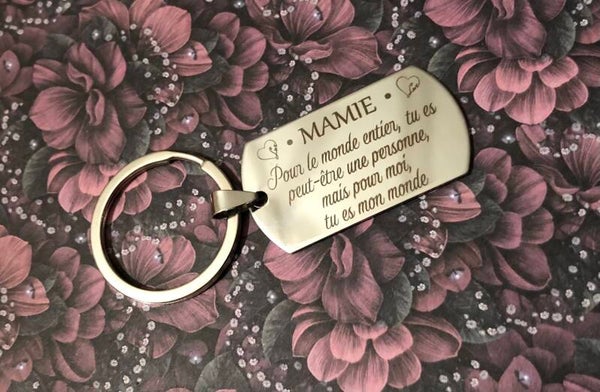 • MAMIE •
Pour le monde entier, tu es
peut-être une personne,
mais pour moi,
tu es mon monde